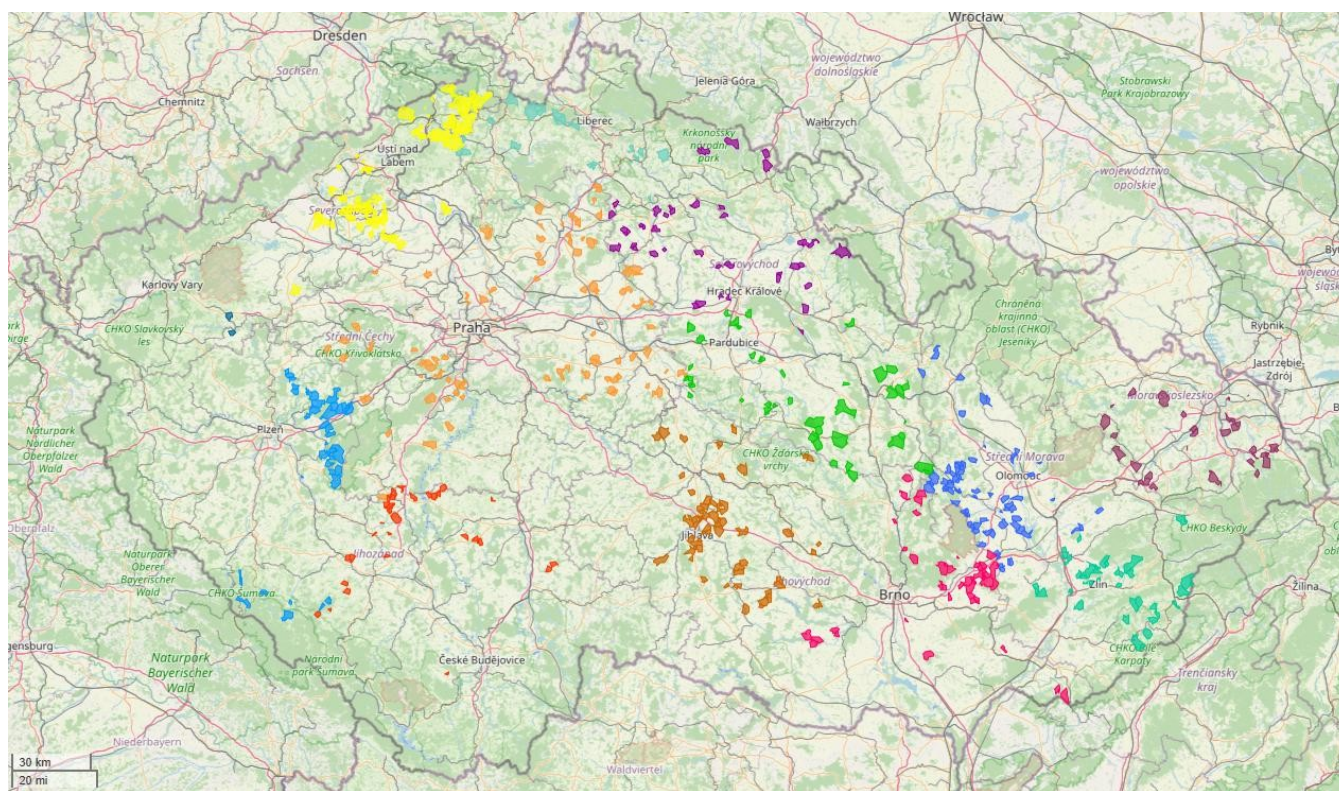 Wrocław
Dresden
Sachsen
Chemnitz
Jelenia Góra
województwo
dolnośląskie
Stobrawski
Park Krajobrazowy
Liberec
Wałbrzych
Krkonošský
národní
park
Ústí nad
Labem
województwo
opolskie
Karlovy Vary
Hradec Králové
CHKO Slavkovský
les
Praha
Střední Čechy
CHKO Křivoklátsko
Pardubice
Chráněná
krajinná
oblast (CHKO)
Jeseníky
Rybnik
Jastrzębie-
Zdrój
Naturpark
Nördlicher
Oberpfälzer
Wald
Plzeň
CHKO Žďárské
vrchy
Střední Morava
Olomouc
Jihlava
CHKO Beskydy
Naturpark
Oberer
Bayerischer
Wald
Jihozápad
CHKO Šumava
Brno
Zlín
Žilina
Naturpark
Bayerischer
Wald
Národní
park Šumava
České Budějovice
Trenčiansky
kraj
Niederbayern
Waldviertel
30 km
20 mi